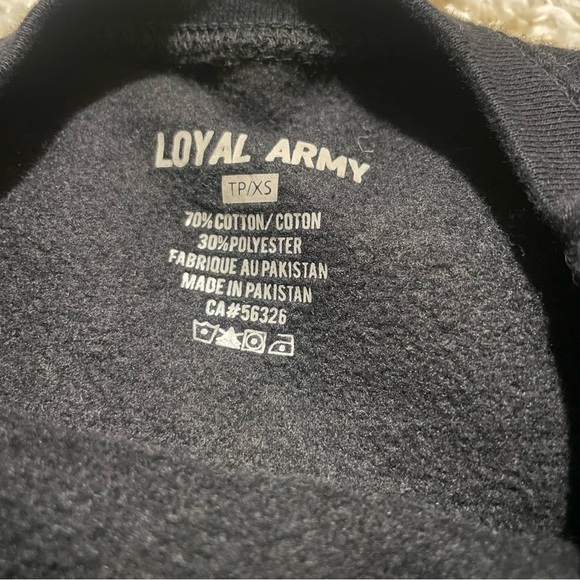 LOYAL ARMY
TP/XS
70% COTTON/COTON
30% POLYESTER
FABRIQUE AU PAKISTAN
MADE IN PAKISTAN
CA#56326